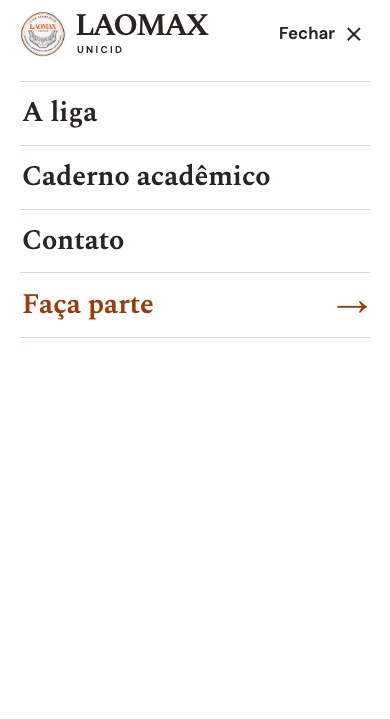 LAOMAX
UNICID
Fechar
A liga
Caderno acadêmico
Contato
Faça parte